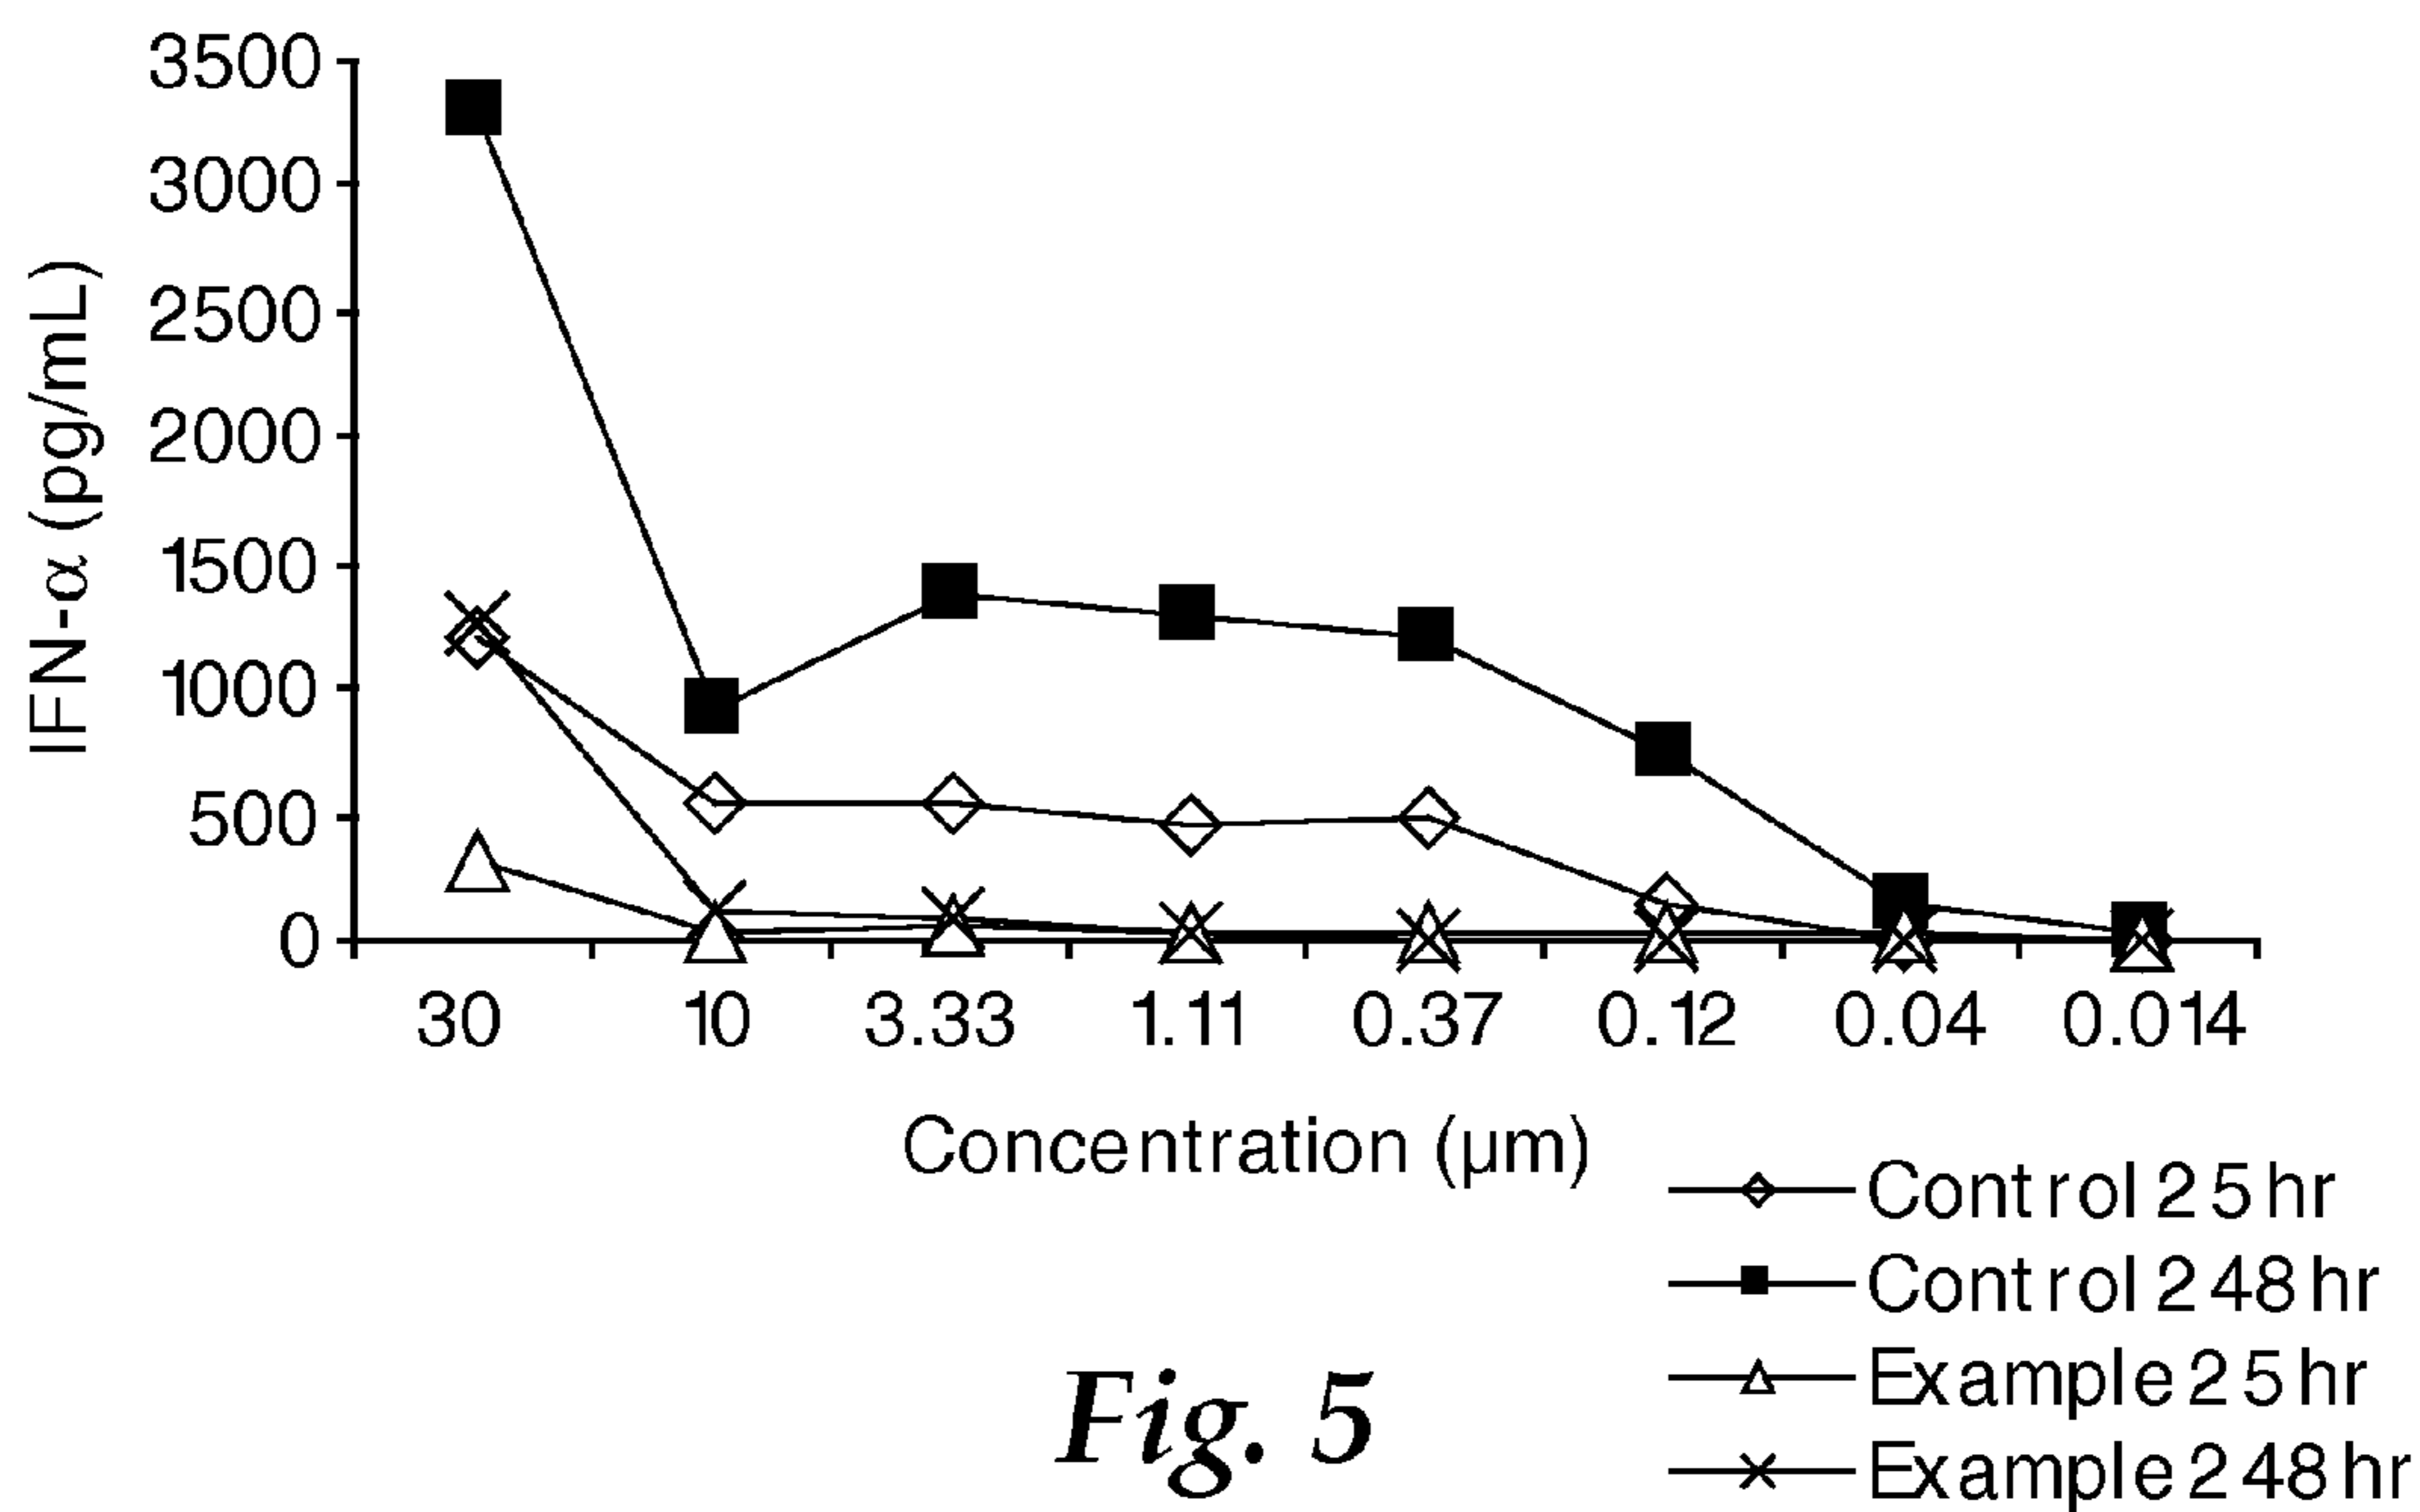 3500
3000
2500
2000
1500
1000
500
0
IFN-α (pg/mL)
30 10 3.33 1.11 0.37 0.12 0.04 0.014
Concentration (µm)
Control 2 5 hr
Control 2 48 hr
Example 2 5 hr
Example 2 48 hr
Fig. 5